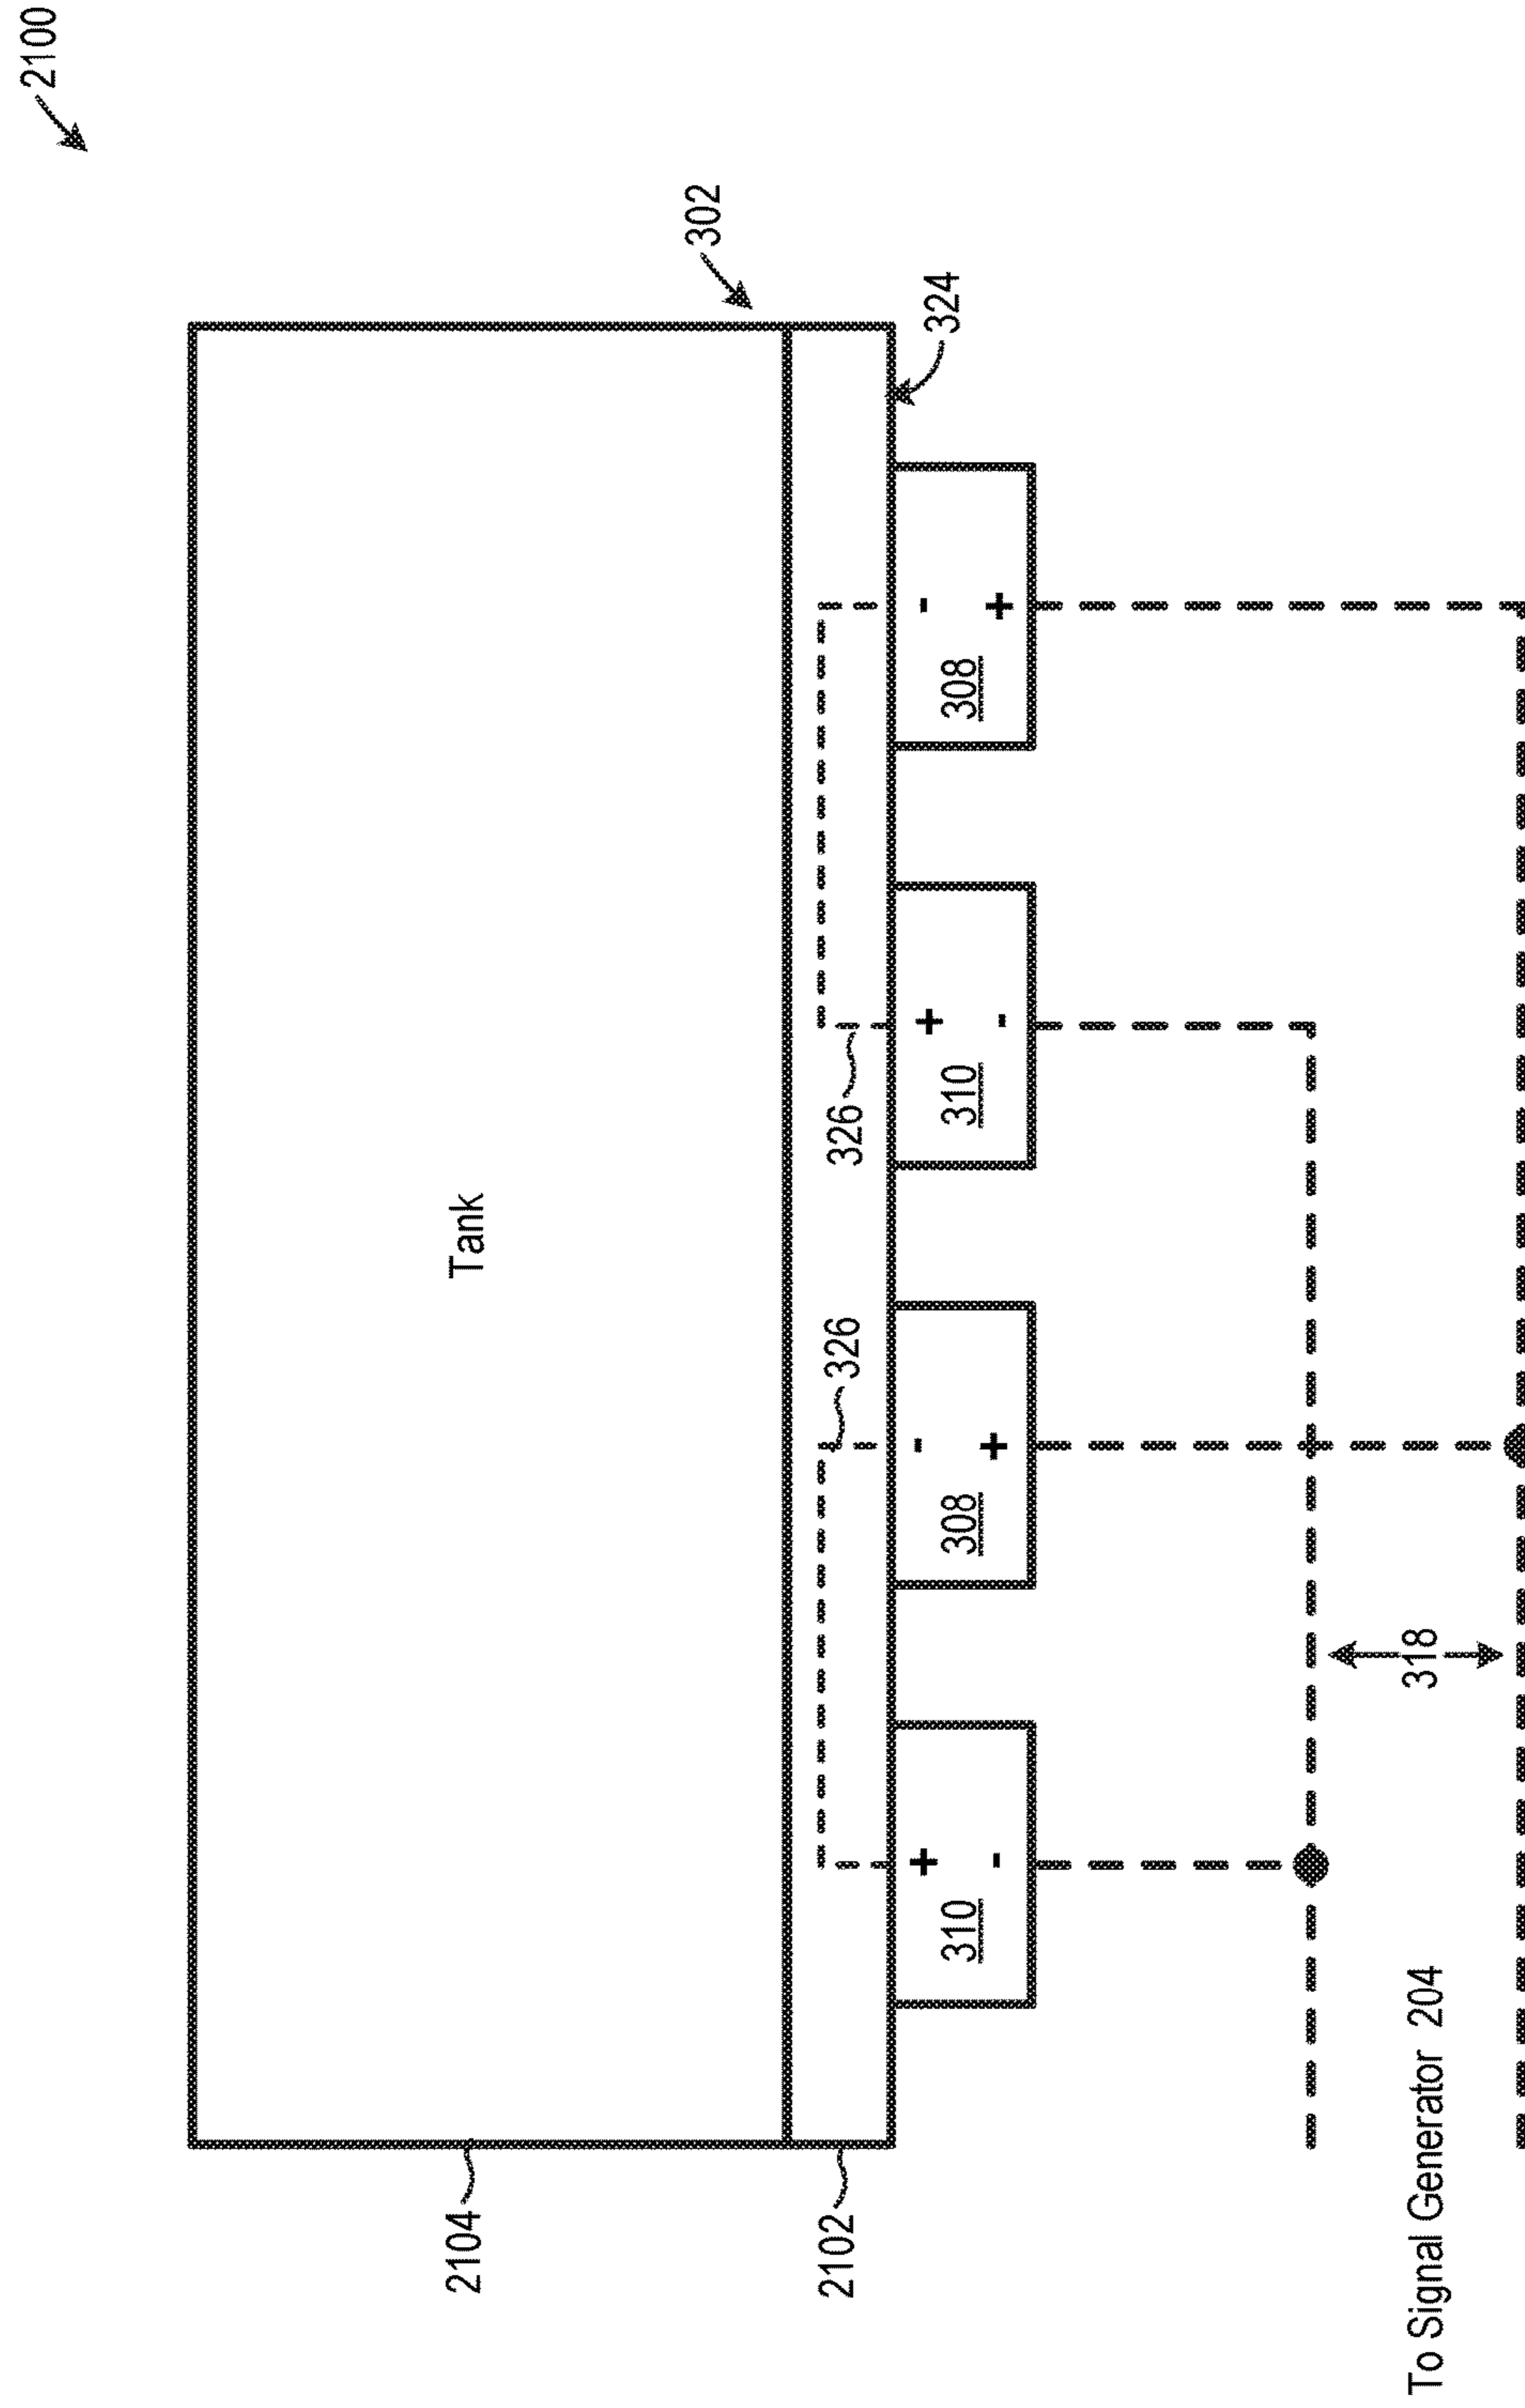 2100
2104
Tank
302
2102
326
326
324
+ - + -
310 308 310 308
- + - +
318
To Signal Generator 204